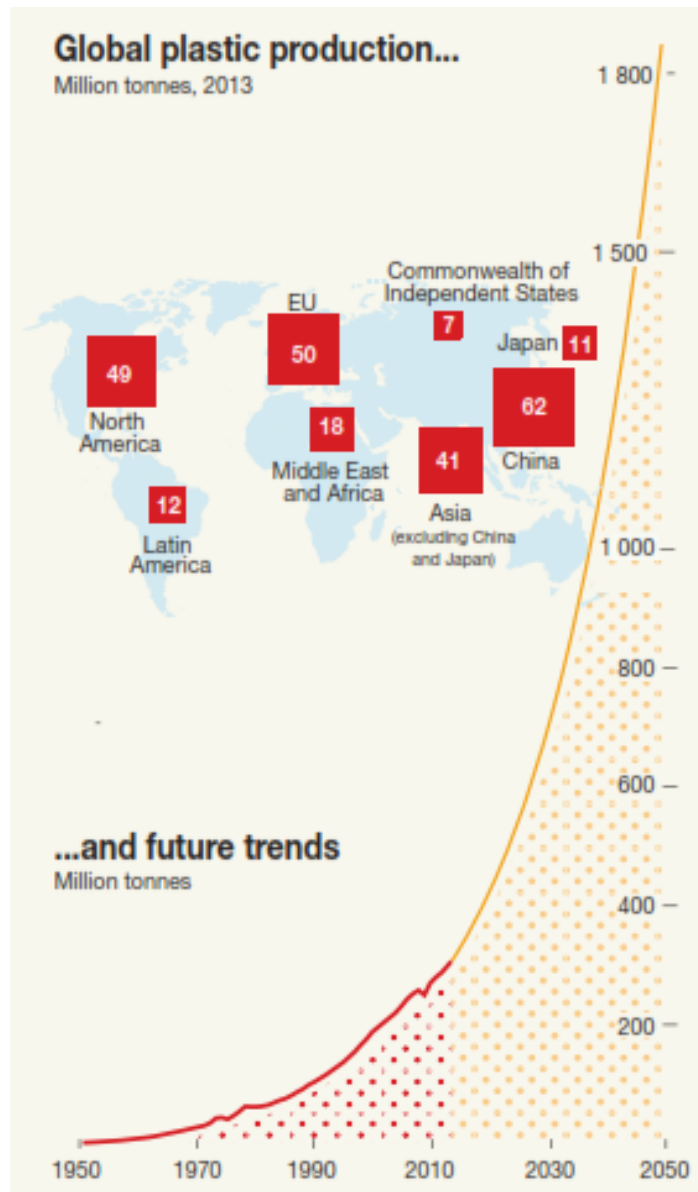 Global plastic production...
Million tonnes, 2013
1 800
1 500
Commonwealth of
Independent States
EU
7
Japan 11
50
49
62
North
America
18
41
China
Middle East
and Africa
12
Asia
(excluding China
and Japan)
Latin
America
1 000
800
600
...and future trends
Million tonnes
400
200
1950 1970 1990 2010 2030 2050